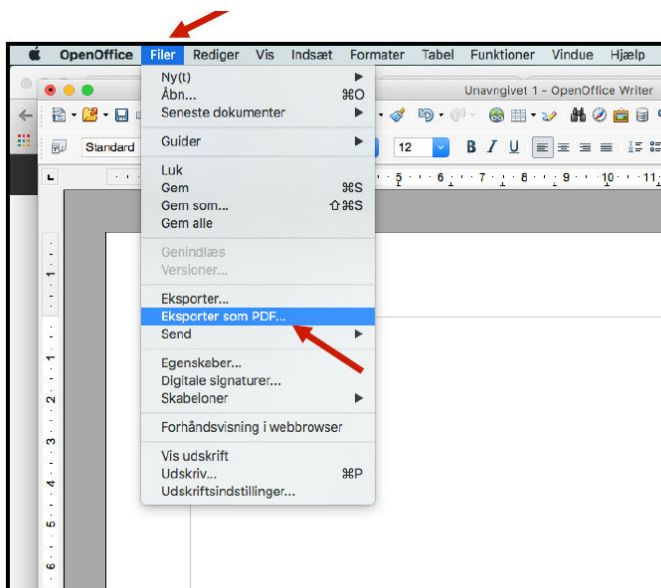 OpenOffice Filer Rediger Vis Indsæt Formater Tabel Funktioner Vindue Hjælp
Unavngivet 1 - OpenOffice Writer
Standard 12 B I U
5 6 7 8 9 10 11
Ny(t)
Åbn... ⌘O
Seneste dokumenter
Guider
Luk
Gem ⌘S
Gem som... ⇧⌘S
Gem alle
Genindlæs
Versioner...
Eksporter...
Eksporter som PDF...
Send
Egenskaber...
Digitale signaturer...
Skabeloner
Forhåndsvisning i webbrowser
Vis udskrift
Udskriv... ⌘P
Udskriftsindstillinger...
1
1
2
3
4
5
6